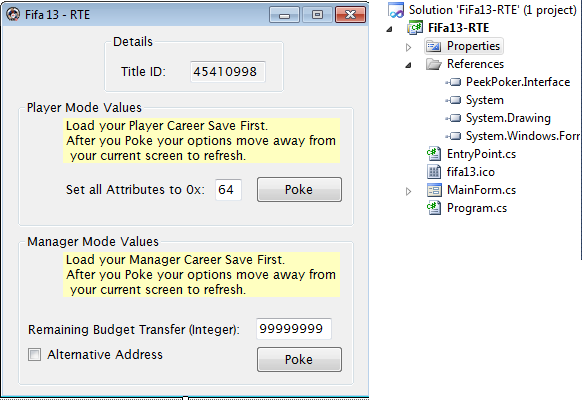 Fifa 13 - RTE
Details
Title ID: 45410998
Player Mode Values
Load your Player Career Save First.
After you Poke your options move away from
your current screen to refresh.
Set all Attributes to 0x: 64 Poke
Manager Mode Values
Load your Manager Career Save First.
After you Poke your options move away from
your current screen to refresh.
Remaining Budget Transfer (Integer): 99999999
Alternative Address Poke
Solution 'FiFa13-RTE' (1 project)
FiFa13-RTE
Properties
References
PeekPoker.Interface
System
System.Drawing
System.Windows.Forr
EntryPoint.cs
fifa13.ico
MainForm.cs
Program.cs